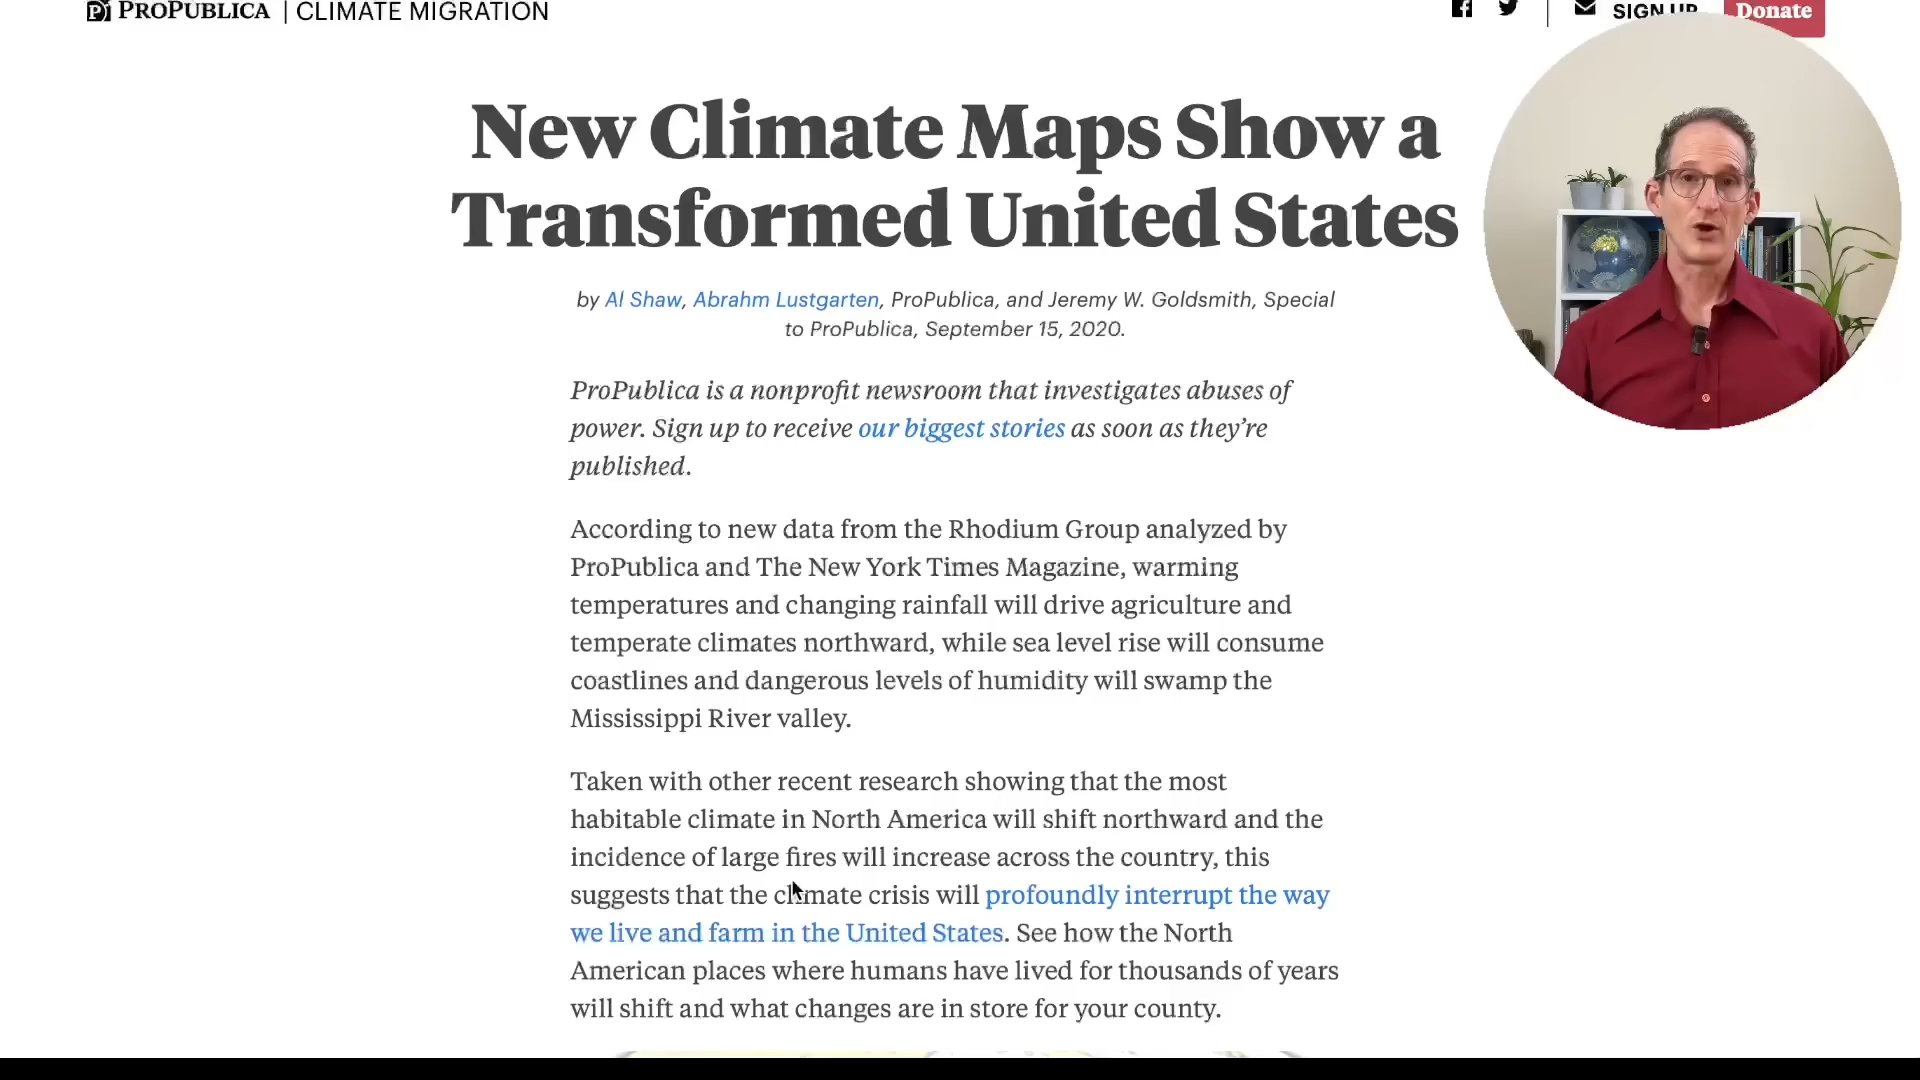 PROPUBLICA | CLIMATE MIGRATION
SIGN UP
Donate
New Climate Maps Show a
Transformed United States
by Al Shaw, Abrahm Lustgarten, ProPublica, and Jeremy W. Goldsmith, Special
to ProPublica, September 15, 2020.
ProPublica is a nonprofit newsroom that investigates abuses of
power. Sign up to receive our biggest stories as soon as they’re
published.
According to new data from the Rhodium Group analyzed by
ProPublica and The New York Times Magazine, warming
temperatures and changing rainfall will drive agriculture and
temperate climates northward, while sea level rise will consume
coastlines and dangerous levels of humidity will swamp the
Mississippi River valley.
Taken with other recent research showing that the most
habitable climate in North America will shift northward and the
incidence of large fires will increase across the country, this
suggests that the climate crisis will profoundly interrupt the way
we live and farm in the United States. See how the North
American places where humans have lived for thousands of years
will shift and what changes are in store for your county.